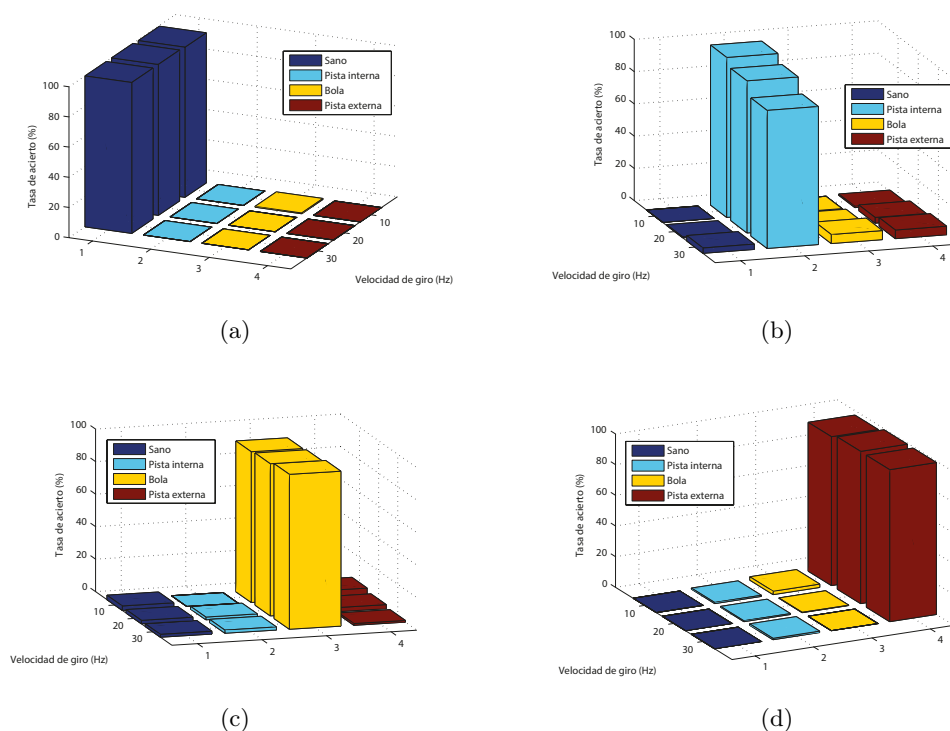 100
80
60
40
20
0
Tasa de acierto (%)
1
2
3
4
10
20
30
Velocidad de giro (Hz)
Sano
Pista interna
Bola
Pista externa
(a)
100
80
60
40
20
0
Tasa de acierto (%)
10
20
30
1
2
3
4
Velocidad de giro (Hz)
Sano
Pista interna
Bola
Pista externa
(b)
100
80
60
40
20
0
Tasa de acierto (%)
10
20
30
1
2
3
4
Velocidad de giro (Hz)
Sano
Pista interna
Bola
Pista externa
(c)
100
80
60
40
20
0
Tasa de acierto (%)
10
20
30
1
2
3
4
Velocidad de giro (Hz)
Sano
Pista interna
Bola
Pista externa
(d)